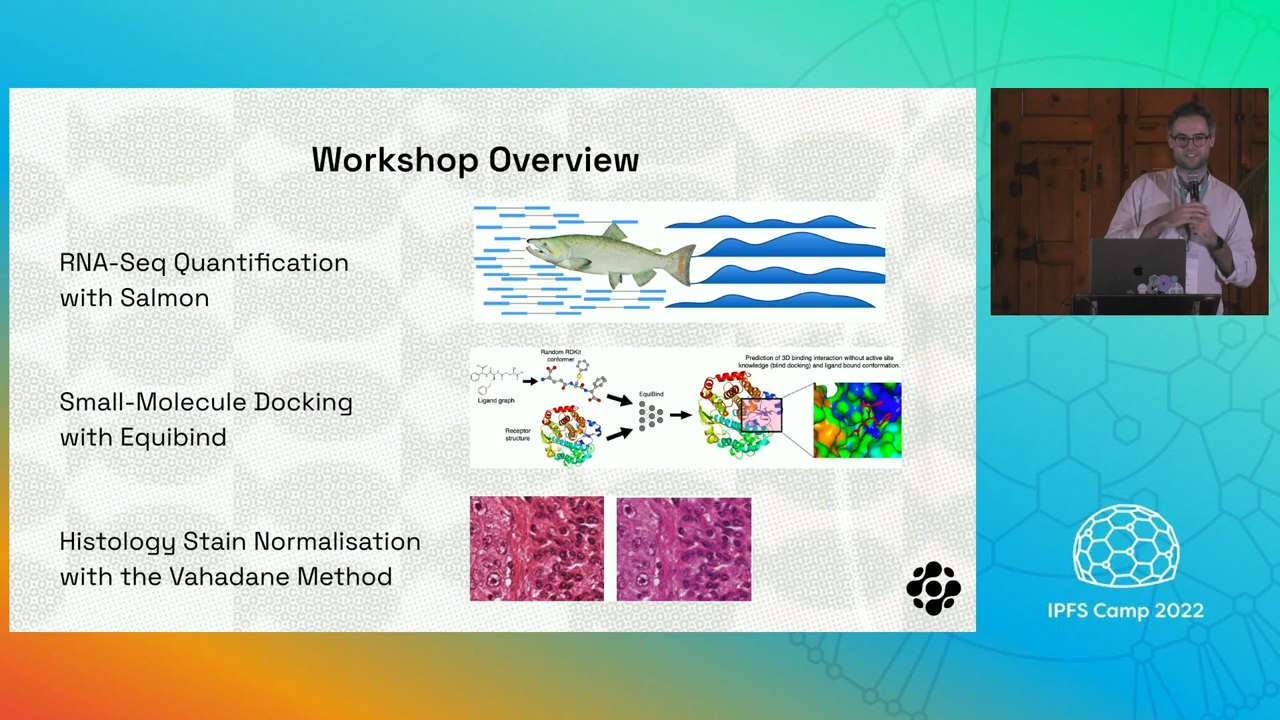 Workshop Overview
RNA-Seq Quantification
with Salmon
Small-Molecule Docking
with Equibind
Histology Stain Normalisation
with the Vahadane Method
Random RDKit
conformer
Ligand graph
Receptor
structure
EquiBind
Prediction of 3D binding interaction without active site
knowledge (blind docking) and ligand bound conformation.
IPFS Camp 2022